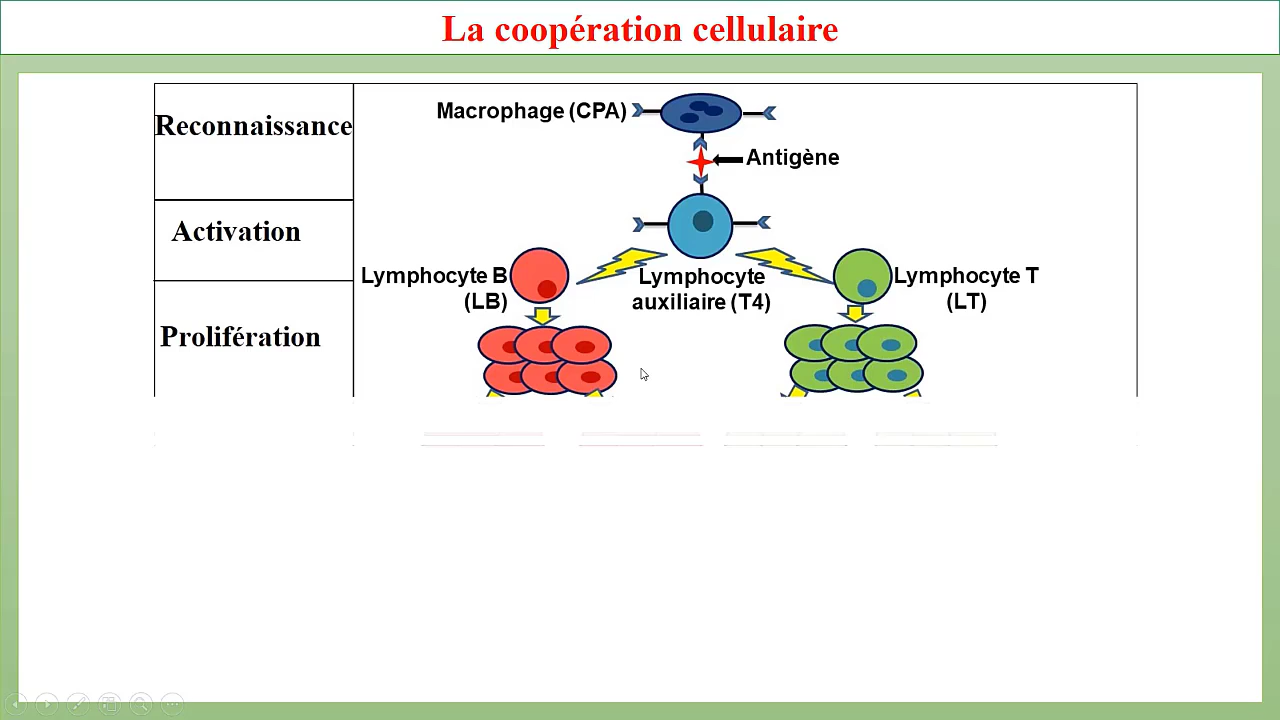 La coopération cellulaire
Reconnaissance
Macrophage (CPA)
Antigène
Activation
Lymphocyte B
(LB)
Lymphocyte
auxiliaire (T4)
Lymphocyte T
(LT)
Prolifération